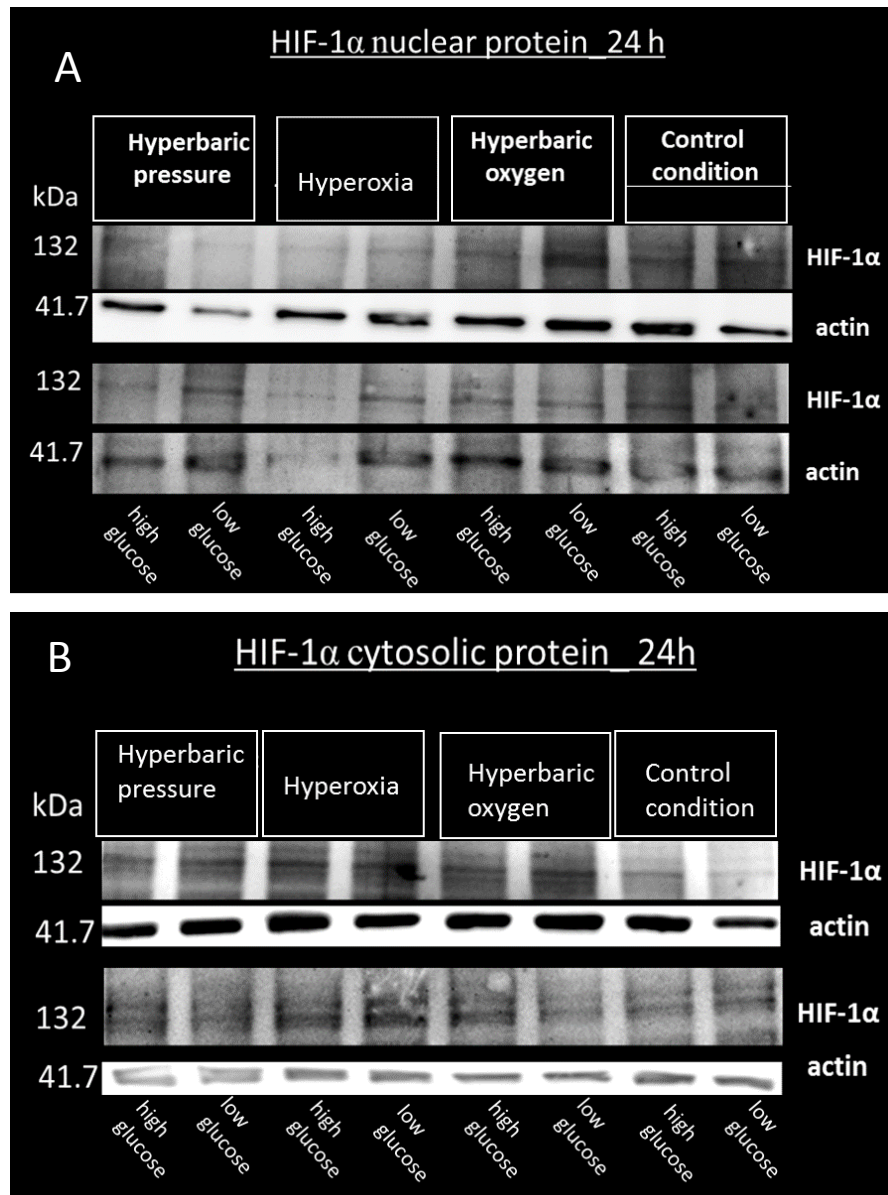 A
HIF-1α nuclear protein_24 h
Hyperbaric
pressure
Hyperoxia
Hyperbaric
oxygen
Control
condition
kDa
132
HIF-1α
41.7
actin
132
HIF-1α
41.7
actin
high
glucose
low
glucose
high
glucose
low
glucose
high
glucose
low
glucose
high
glucose
low
glucose
B
HIF-1α cytosolic protein_ 24h
Hyperbaric
pressure
Hyperoxia
Hyperbaric
oxygen
Control
condition
kDa
132
HIF-1α
41.7
actin
132
HIF-1α
41.7
actin
high
glucose
low
glucose
high
glucose
low
glucose
high
glucose
low
glucose
high
glucose
low
glucose